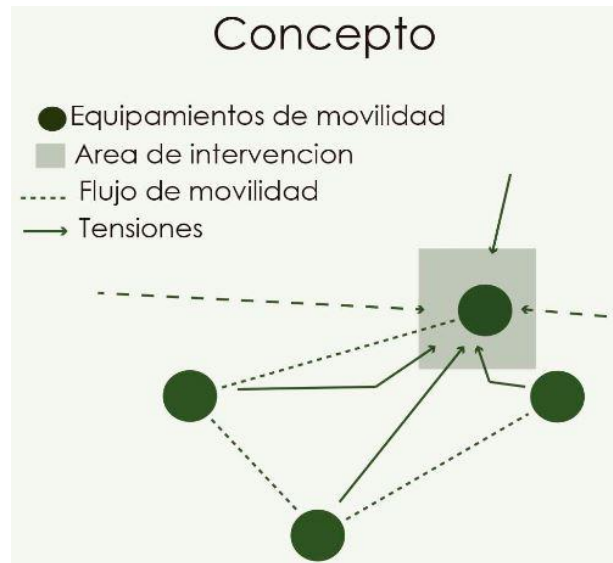 Concepto
Equipamientos de movilidad
Area de intervencion
Flujo de movilidad
Tensiones